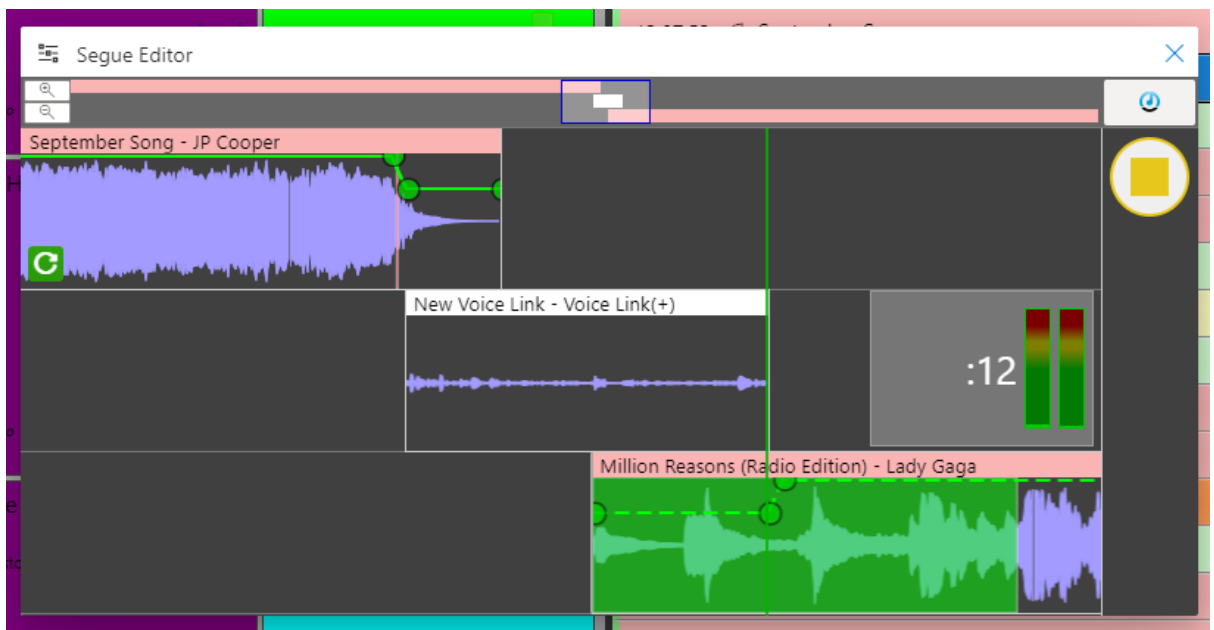 Segue Editor
September Song - JP Cooper
New Voice Link - Voice Link(+)
:12
Million Reasons (Radio Edition) - Lady Gaga